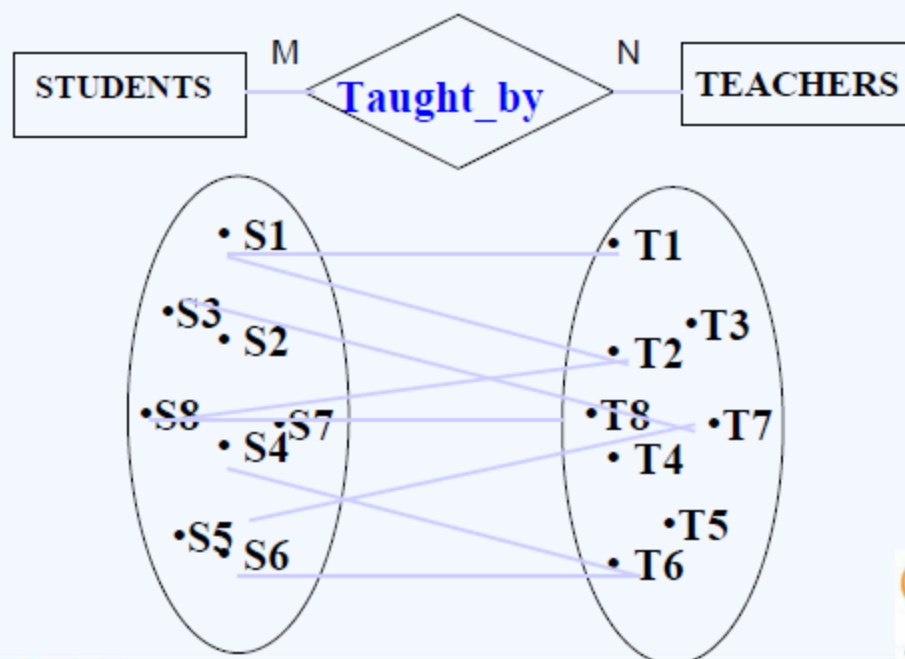 M N
STUDENTS Taught_by TEACHERS
• S1 • T1
•S3 •T3
• S2 • T2
•S8 •S7 •T8 •T7
• S4 • T4
•S5 •T5
• S6 • T6